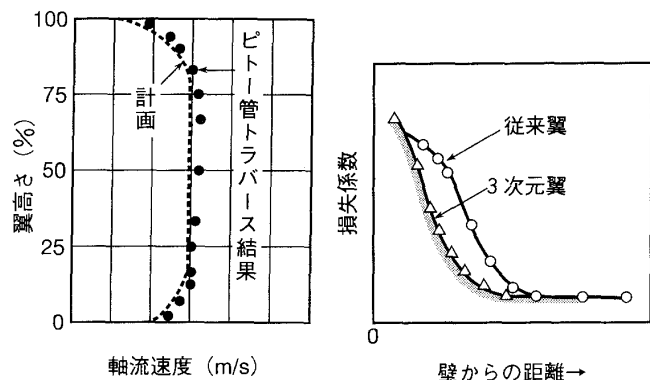 100
75
50
25
0
翼高さ (%)
計画
ピトー管トラバース結果
軸流速度 (m/s)
損失係数
従来翼
3次元翼
0
壁からの距離→